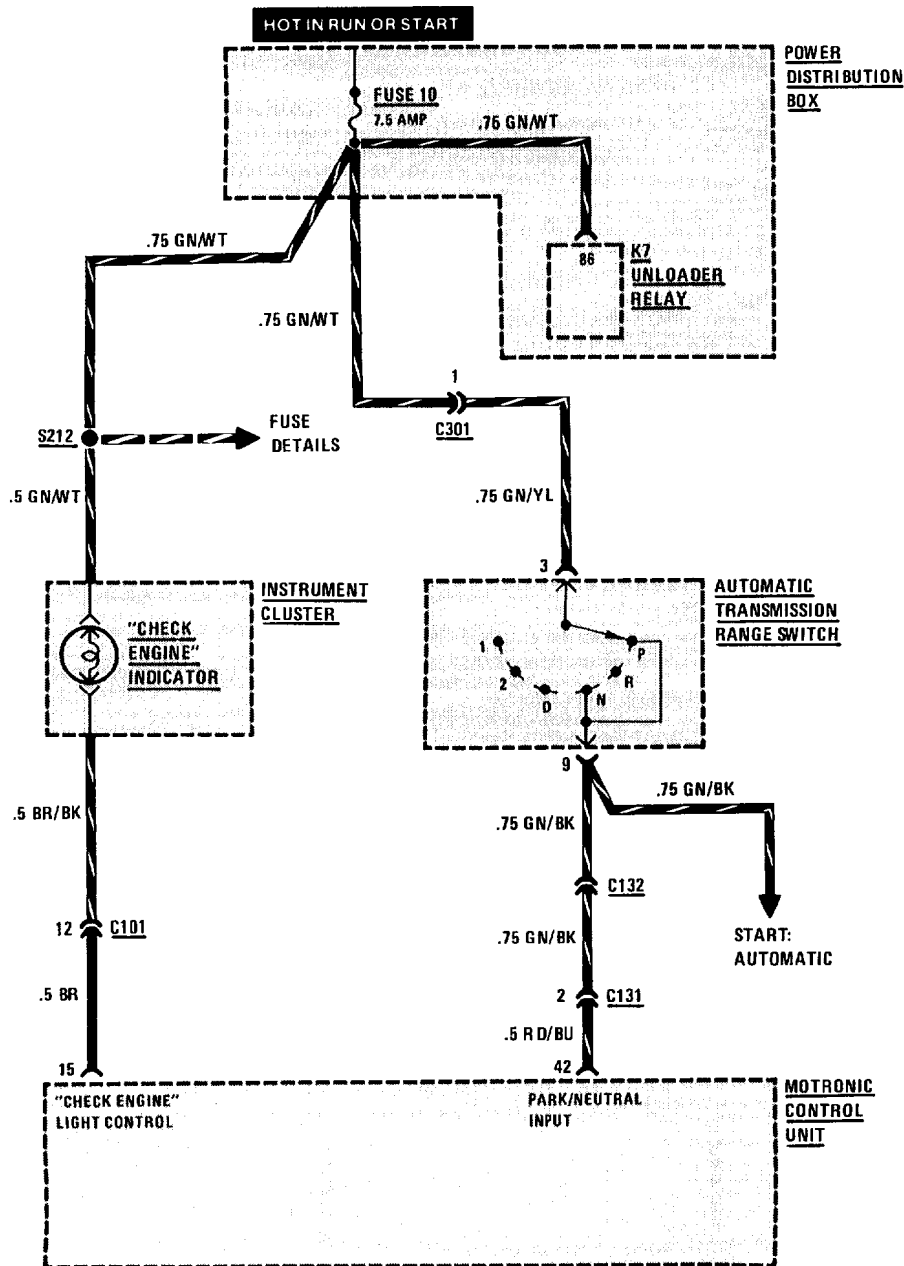 HOT IN RUN OR START
POWER
DISTRIBUTION
BOX
FUSE 10
7.5 AMP
.75 GN/WT
.75 GN/WT
86
K7
UNLOADER
RELAY
.75 GN/WT
1
C301
S212
FUSE
DETAILS
.5 GN/WT
.75 GN/YL
3
INSTRUMENT
CLUSTER
"CHECK
ENGINE"
INDICATOR
AUTOMATIC
TRANSMISSION
RANGE SWITCH
1
2
D
N
R
P
9
.75 GN/BK
.5 BR/BK
.75 GN/BK
C132
12 C101
.75 GN/BK
START:
AUTOMATIC
.5 BR
2 C131
.5 RD/BU
15
42
"CHECK ENGINE"
LIGHT CONTROL
PARK/NEUTRAL
INPUT
MOTRONIC
CONTROL
UNIT